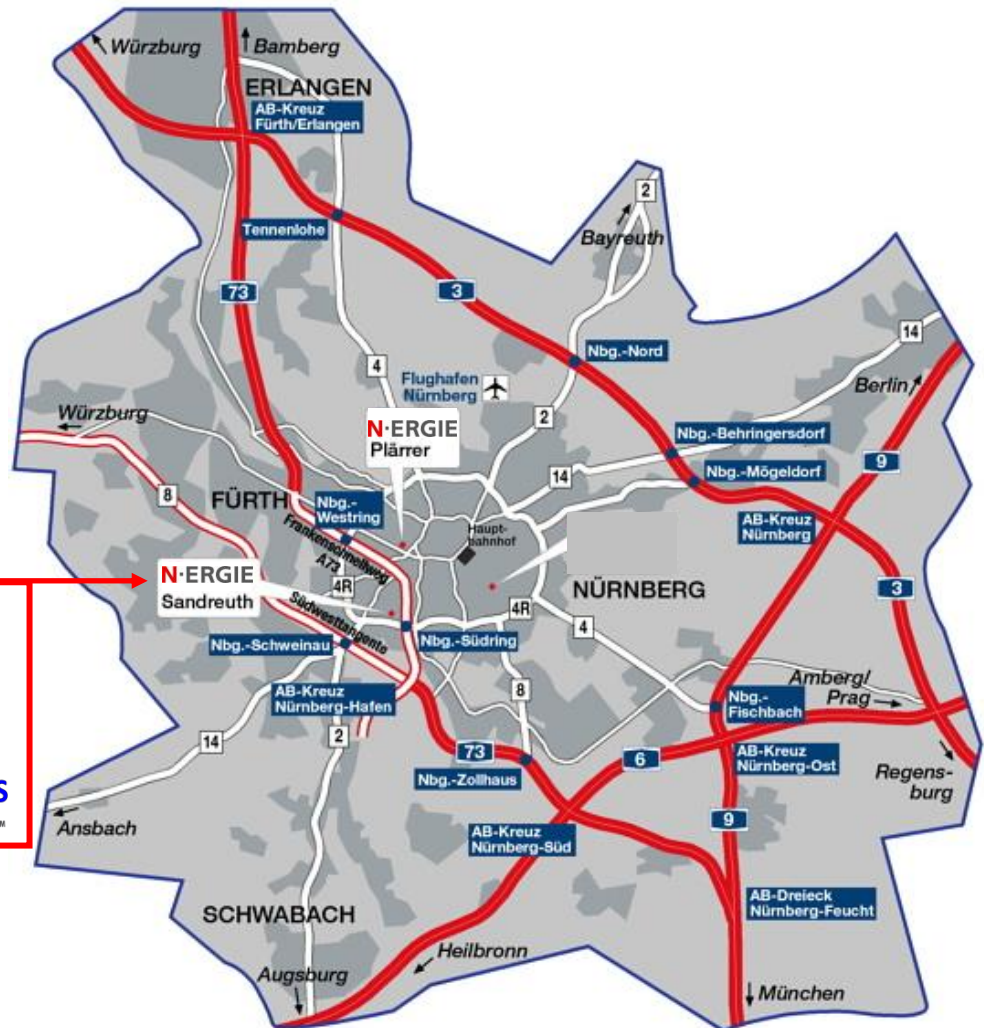 Würzburg
Bamberg
ERLANGEN
AB-Kreuz
Fürth/Erlangen
2
Tennenlohe
Bayreuth
73
3
14
4
Nbg.-Nord
Flughafen
Nürnberg
Berlin
2
Würzburg
N·ERGIE
Plärrer
Nbg.-Behringersdorf
9
14
Nbg.-Mögeldorf
8
FÜRTH
Nbg.-
Westring
AB-Kreuz
Nürnberg
Haupt-
bahnhof
Frankenschnellweg
A73
N·ERGIE
Sandreuth
4R
NÜRNBERG
3
4R
4
Südwesttangente
Nbg.-Schweinau
Nbg.-Südring
Amberg/
Prag
8
AB-Kreuz
Nürnberg-Hafen
Nbg.-
Fischbach
14
2
73
6
AB-Kreuz
Nürnberg-Ost
Nbg.-Zollhaus
Regens-
burg
S
Ansbach
9
AB-Kreuz
Nürnberg-Süd
AB-Dreieck
Nürnberg-Feucht
SCHWABACH
Heilbronn
Augsburg
München